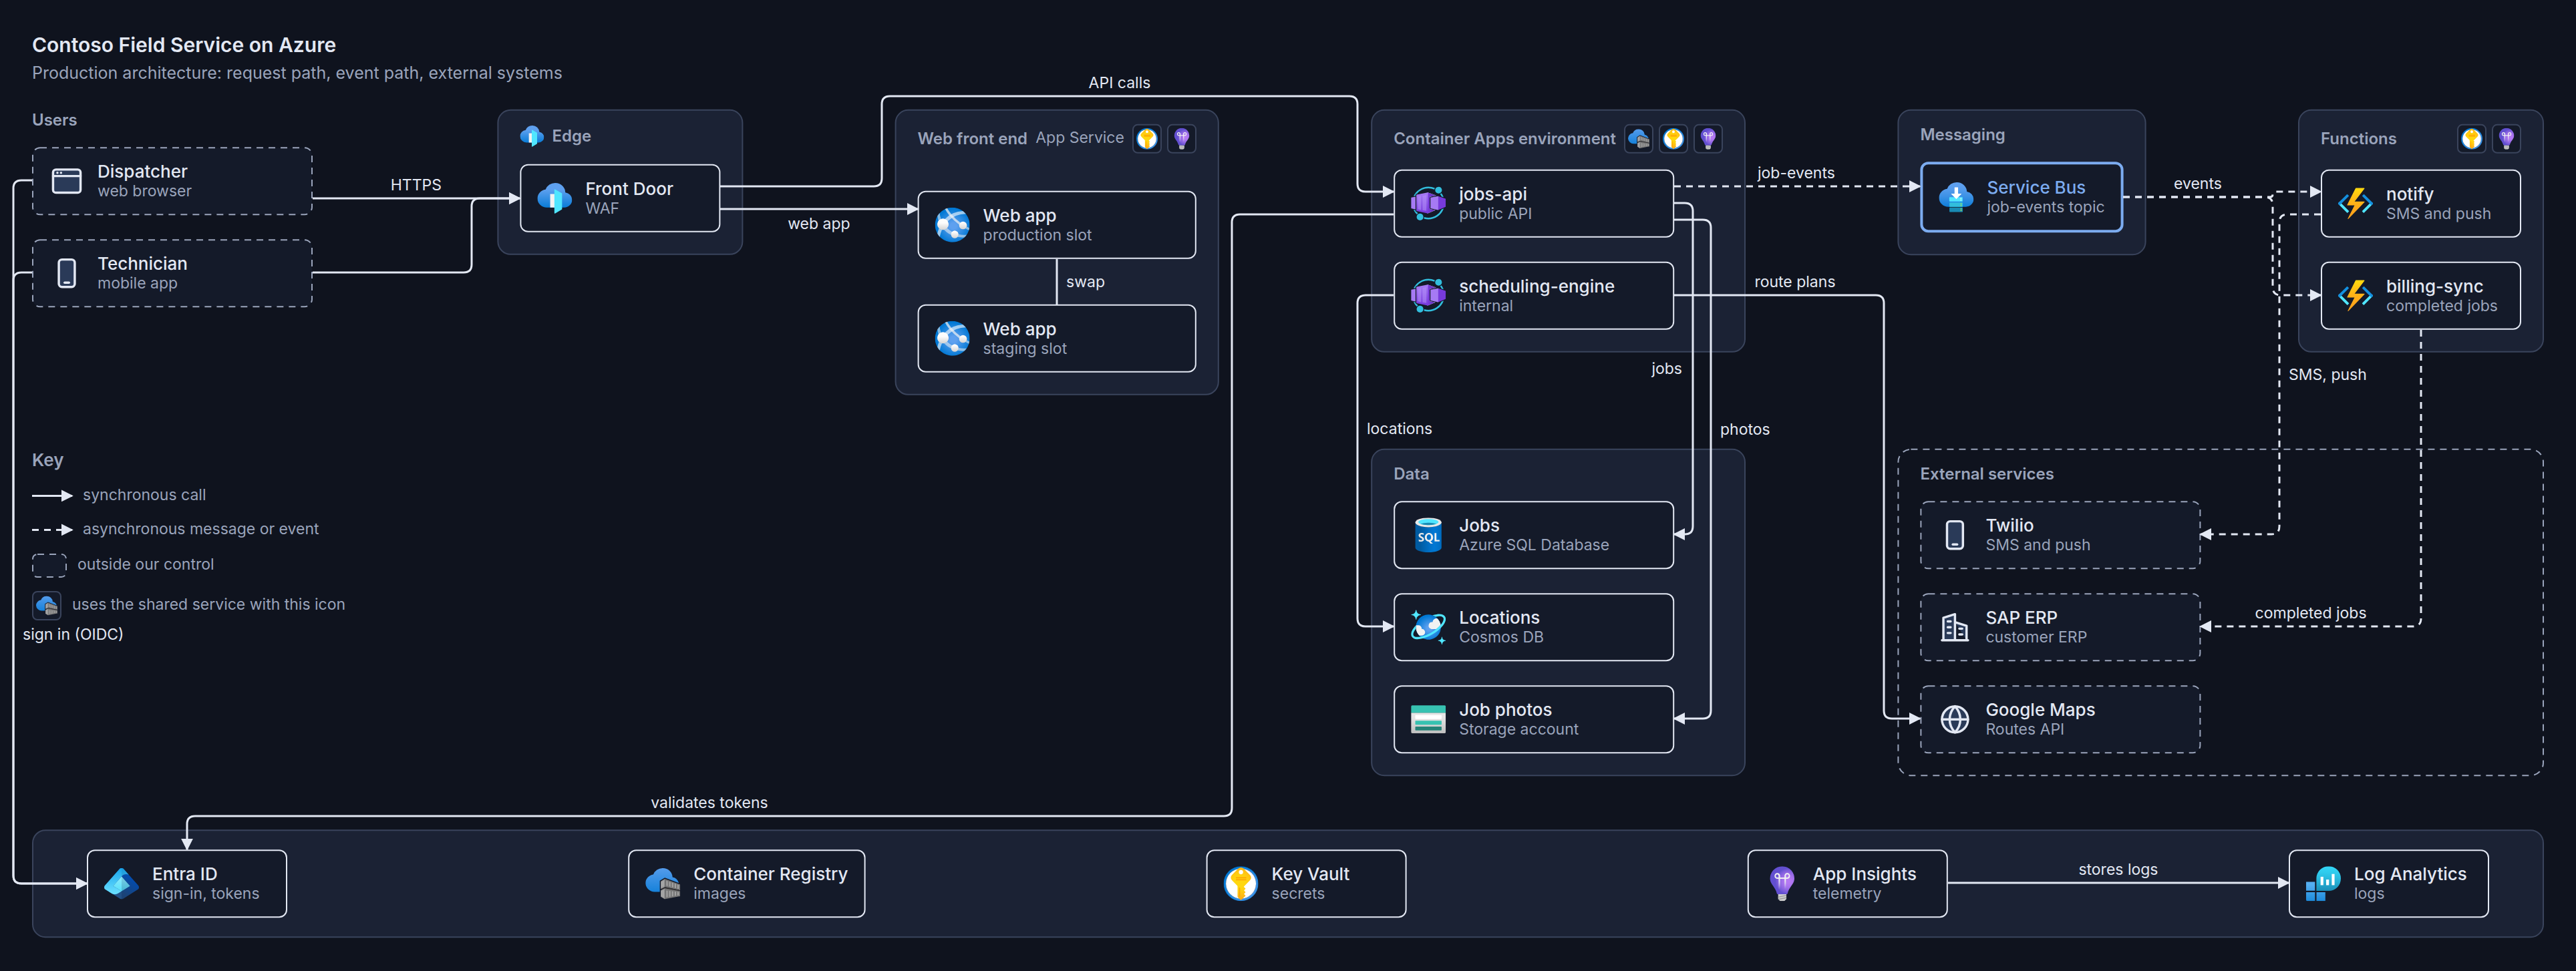 Contoso Field Service on Azure
Production architecture: request path, event path, external systems
Users
Dispatcher
web browser
Technician
mobile app
HTTPS
Edge
Front Door
WAF
API calls
web app
Web front end App Service
Web app
production slot
swap
Web app
staging slot
Container Apps environment
jobs-api
public API
scheduling-engine
internal
job-events
route plans
jobs
locations
photos
Messaging
Service Bus
job-events topic
events
Functions
notify
SMS and push
billing-sync
completed jobs
SMS, push
Key
synchronous call
asynchronous message or event
outside our control
uses the shared service with this icon
sign in (OIDC)
Data
Jobs
Azure SQL Database
SQL
Locations
Cosmos DB
Job photos
Storage account
External services
Twilio
SMS and push
SAP ERP
customer ERP
completed jobs
Google Maps
Routes API
validates tokens
Entra ID
sign-in, tokens
Container Registry
images
Key Vault
secrets
App Insights
telemetry
stores logs
Log Analytics
logs